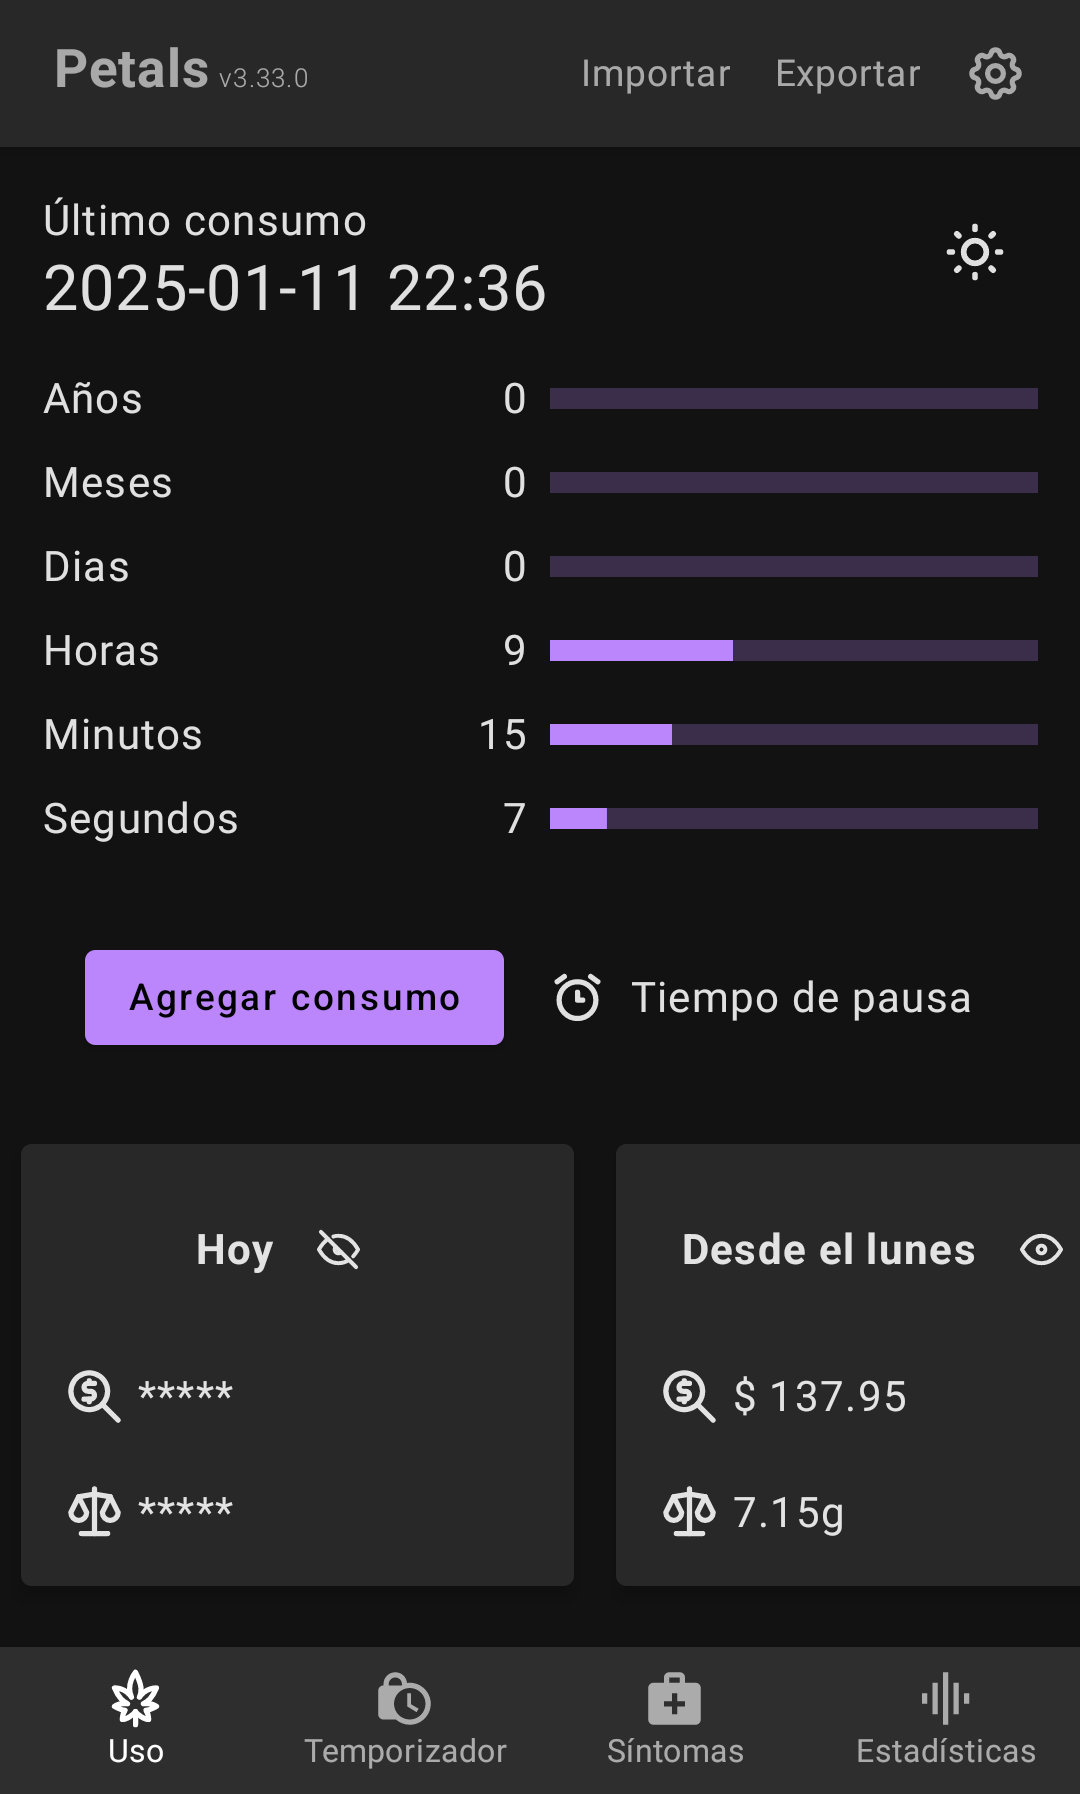 Petals v3.33.0 Importar Exportar
Último consumo
2025-01-11 22:36
Años 0
Meses 0
Dias 0
Horas 9
Minutos 15
Segundos 7
Agregar consumo Tiempo de pausa
Hoy
*****
*****
Desde el lunes
$ 137.95
7.15g
Uso Temporizador Síntomas Estadísticas